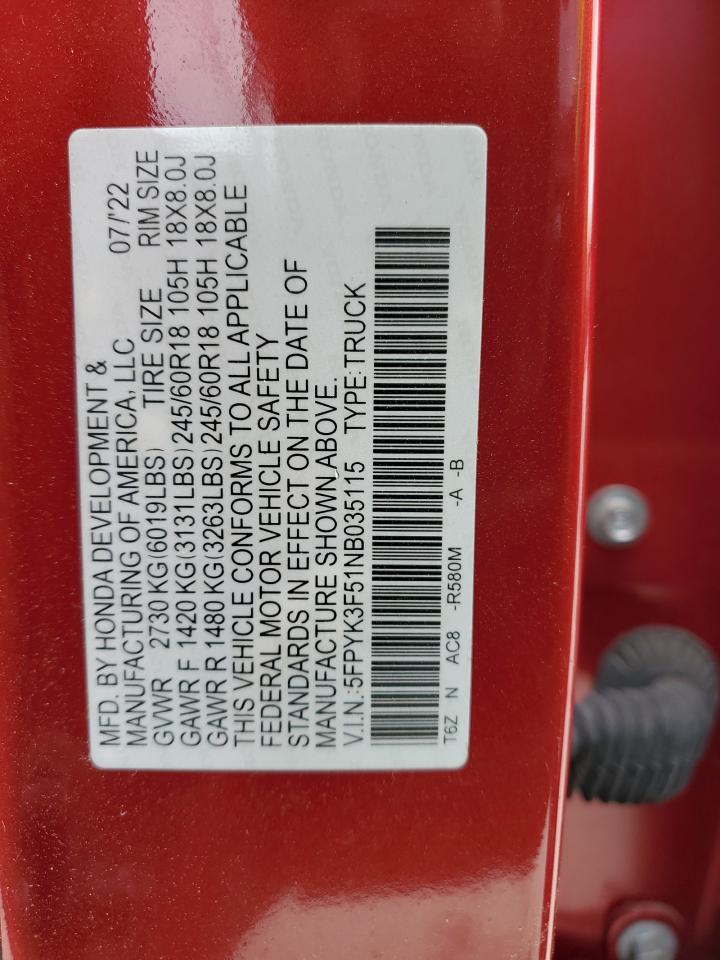 MFD. BY HONDA DEVELOPMENT &
MANUFACTURING OF AMERICA, LLC 07/'22
GVWR 2730 KG(6019LBS) TIRE SIZE RIM SIZE
GAWR F 1420 KG(3131LBS) 245/60R18 105H 18X8.0J
GAWR R 1480 KG(3263LBS) 245/60R18 105H 18X8.0J
THIS VEHICLE CONFORMS TO ALL APPLICABLE
FEDERAL MOTOR VEHICLE SAFETY
STANDARDS IN EFFECT ON THE DATE OF
MANUFACTURE SHOWN ABOVE.
V.I.N.:5FPYK3F51NB035115 TYPE: TRUCK
T6Z N AC8 -R580M -A -B